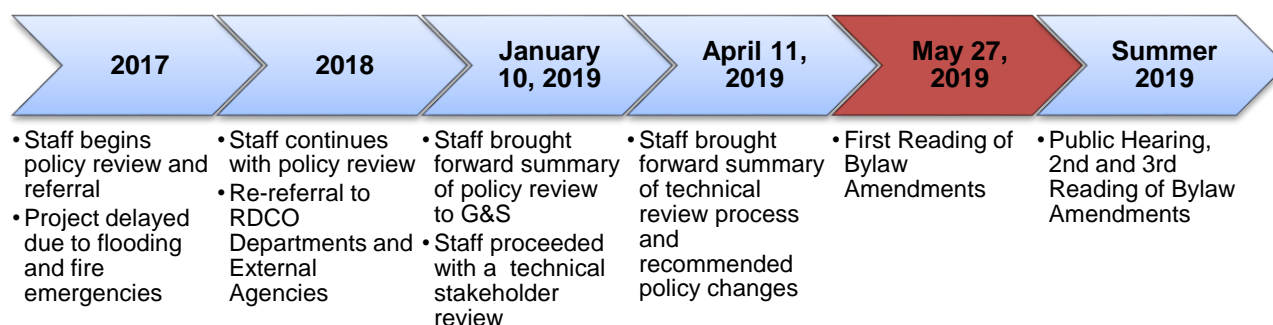 2017
2018
January
10, 2019
April 11,
2019
May 27,
2019
Summer
2019
• Staff begins
policy review and
referral
• Project delayed
due to flooding
and fire
emergencies
• Staff continues
with policy review
• Re-referral to
RDCO
Departments and
External
Agencies
• Staff brought
forward summary
of policy review
to G&S
• Staff proceeded
with a technical
stakeholder
review
• Staff brought
forward summary
of technical
review process
and
recommended
policy changes
• First Reading of
Bylaw
Amendments
• Public Hearing,
2nd and 3rd
Reading of Bylaw
Amendments